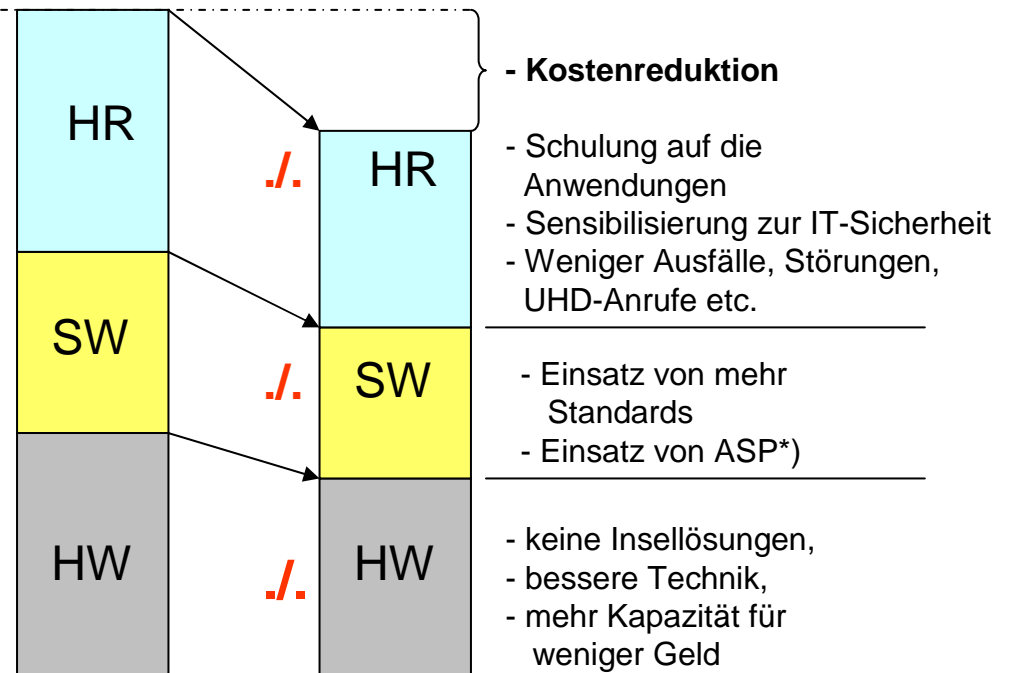 - Kostenreduktion
HR
./.
HR
- Schulung auf die
Anwendungen
- Sensibilisierung zur IT-Sicherheit
- Weniger Ausfälle, Störungen,
UHD-Anrufe etc.
SW
./.
SW
- Einsatz von mehr
Standards
- Einsatz von ASP*)
HW
./.
HW
- keine Insellösungen,
- bessere Technik,
- mehr Kapazität für
weniger Geld